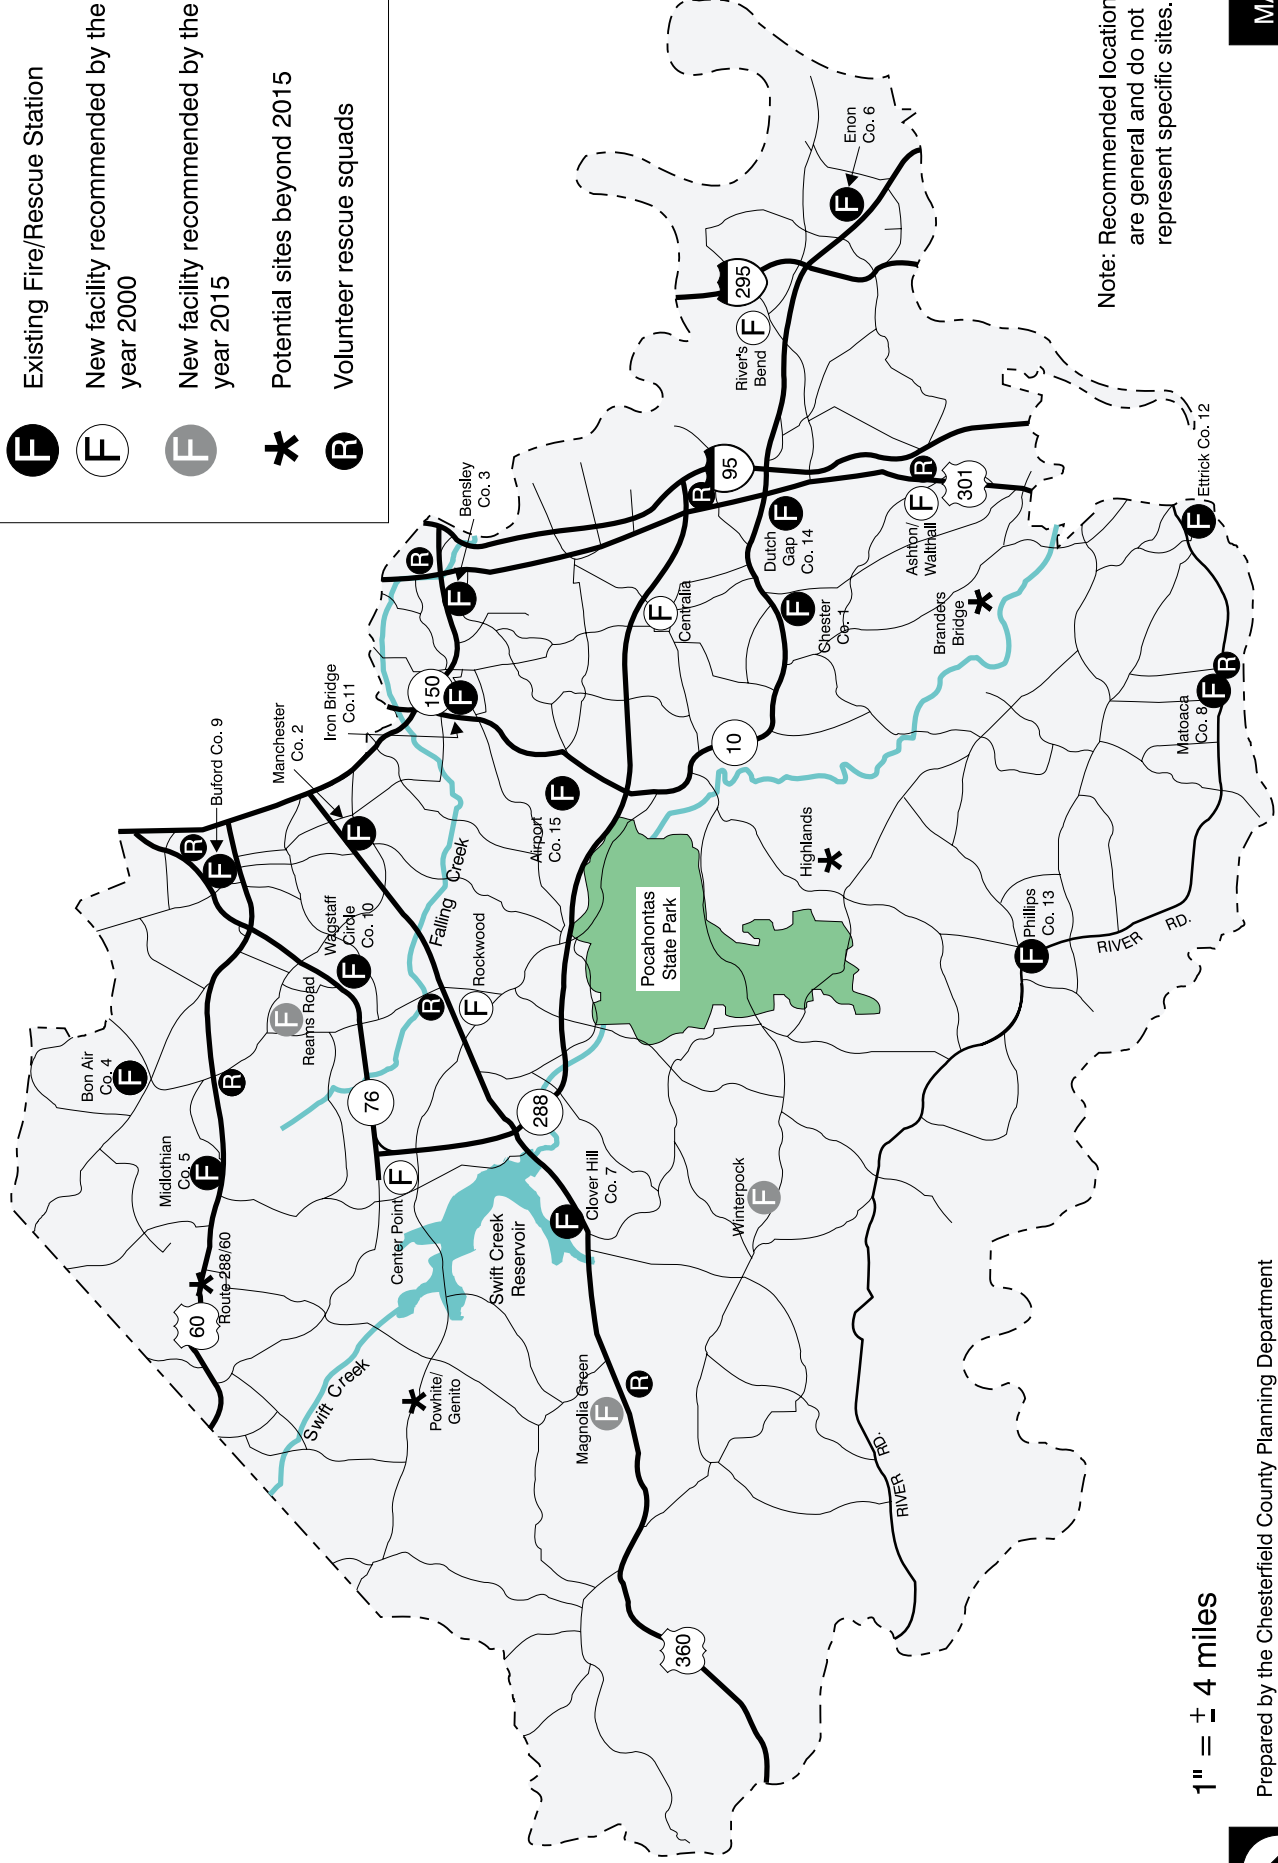 F Existing Fire/Rescue Station
F New facility recommended by the
year 2000
F New facility recommended by the
year 2015
* Potential sites beyond 2015
R Volunteer rescue squads
Bon Air
Co. 4
F
Midlothian
Co. 5
F
R
Route 288/60
60
Buford Co. 9
R
F
Manchester
Co. 2
F
Iron Bridge
Co.11
F
150
Bensley
Co. 3
F
R
Wagstaff
Circle
Co. 10
F
Reams Road
F
76
Center Point
F
Falling
Creek
R
Rockwood
F
Airport
Co. 15
F
288
Swift Creek
Swift Creek
Reservoir
Powhite/
Genito
Clover Hill
Co. 7
F
Magnolia Green
F
R
360
Winterpock
F
Pocahontas
State Park
Highlands
10
Centralia
F
R
95
Chester
Co. 1
F
Dutch
Gap
Co. 14
F
River's
Bend
F
295
Enon
Co. 6
F
Ashton/
Walthall
F
R
301
Branders
Bridge
Ettrick Co. 12
F
Matoaca
Co. 8
F
R
Phillips
Co. 13
F
RIVER RD.
RIVER RD.
Note: Recommended location
are general and do not
represent specific sites.
MA
1" = ± 4 miles
Prepared by the Chesterfield County Planning Department